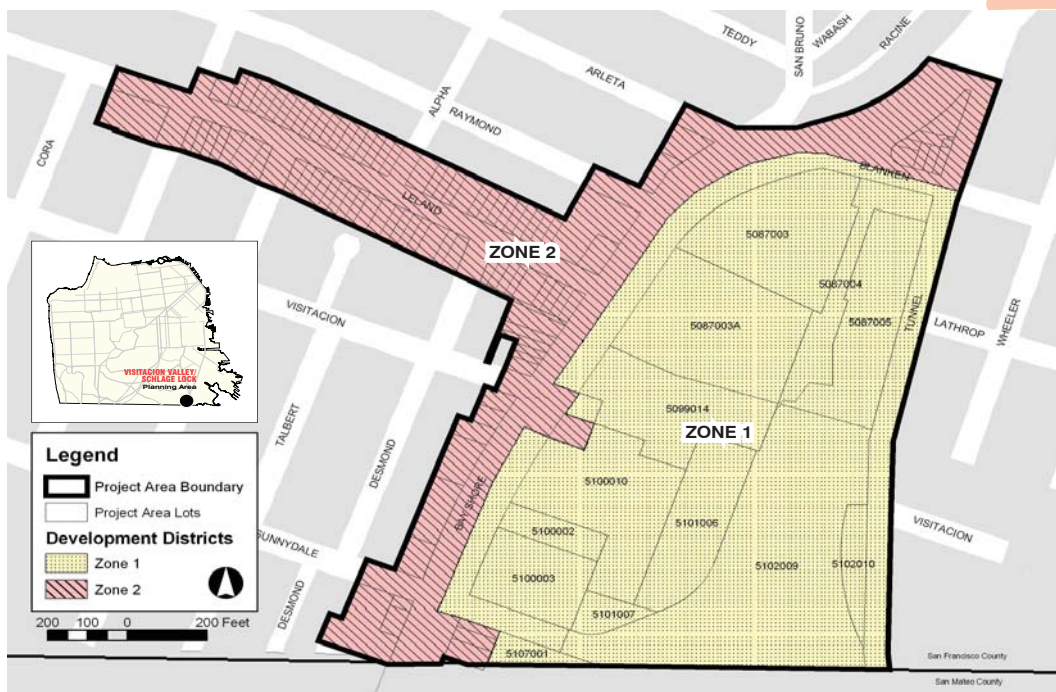 TEDDY
SAN BRUNO
WABASH
RACINE
ARLETA
ALPHA
RAYMOND
CORA
LELAND
BLANKEN
ZONE 2
5087003
5087004
5087005
TUNNEL
5087003A
LATHROP
WHEELER
VISITACION
VISITACION VALLEY/
SCHLAGE LOCK
Planning Area
TALBERT
DESMOND
5099014
ZONE 1
BAY SHORE
5100010
5101006
5100002
5100003
5101007
5102009
5102010
VISITACION
SUNNYDALE
DESMOND
5107001
Legend
Project Area Boundary
Project Area Lots
Development Districts
Zone 1
Zone 2
200 100 0 200 Feet
San Francisco County
San Mateo County